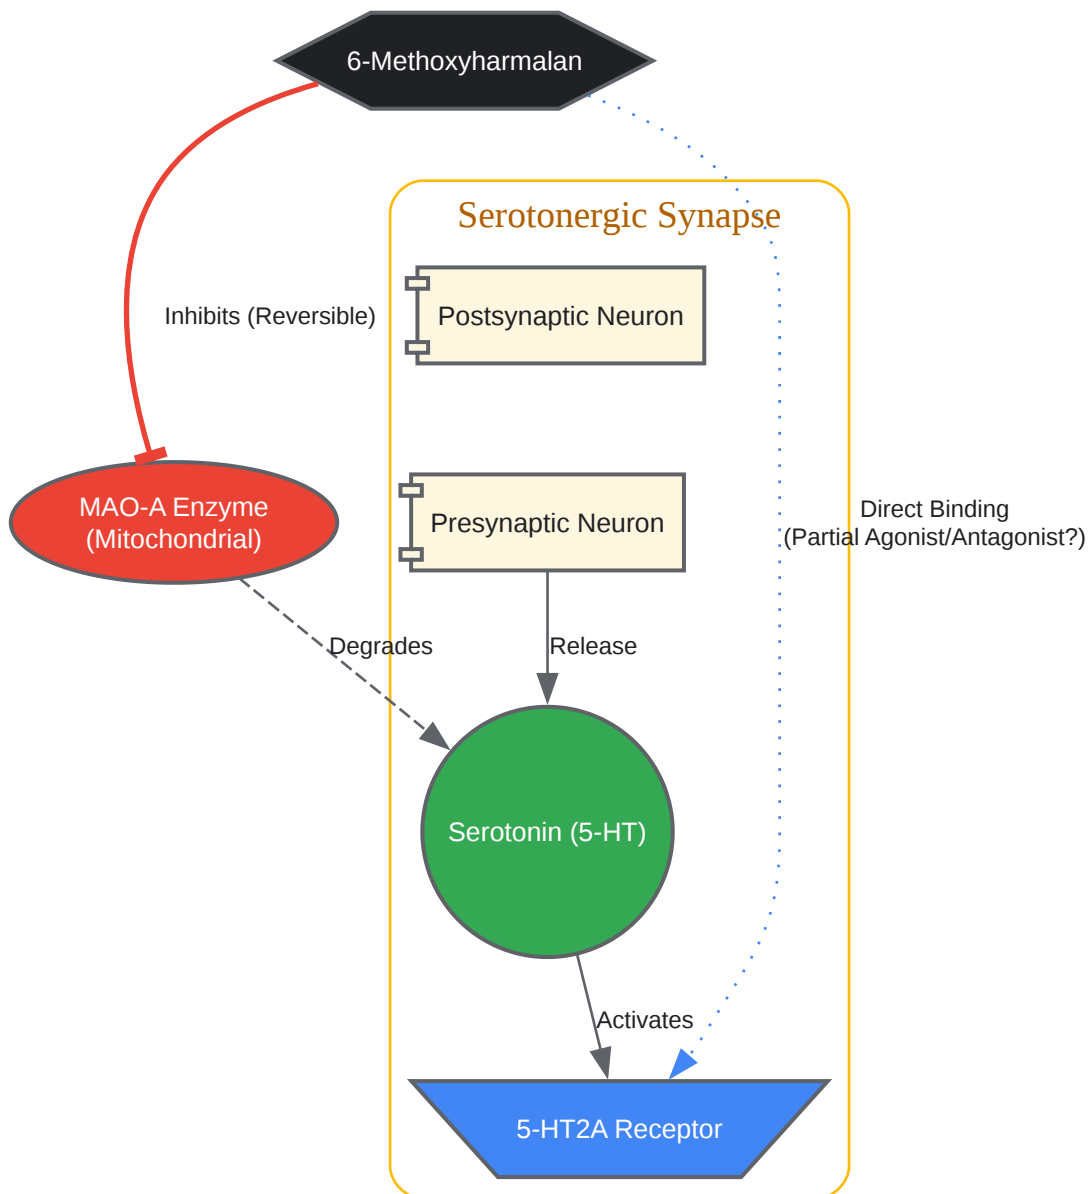 6-Methoxyharmalan
Serotonergic Synapse
Inhibits (Reversible)
Postsynaptic Neuron
MAO-A Enzyme
(Mitochondrial)
Presynaptic Neuron
Direct Binding
(Partial Agonist/Antagonist?)
Degrades
Release
Serotonin (5-HT)
Activates
5-HT2A Receptor